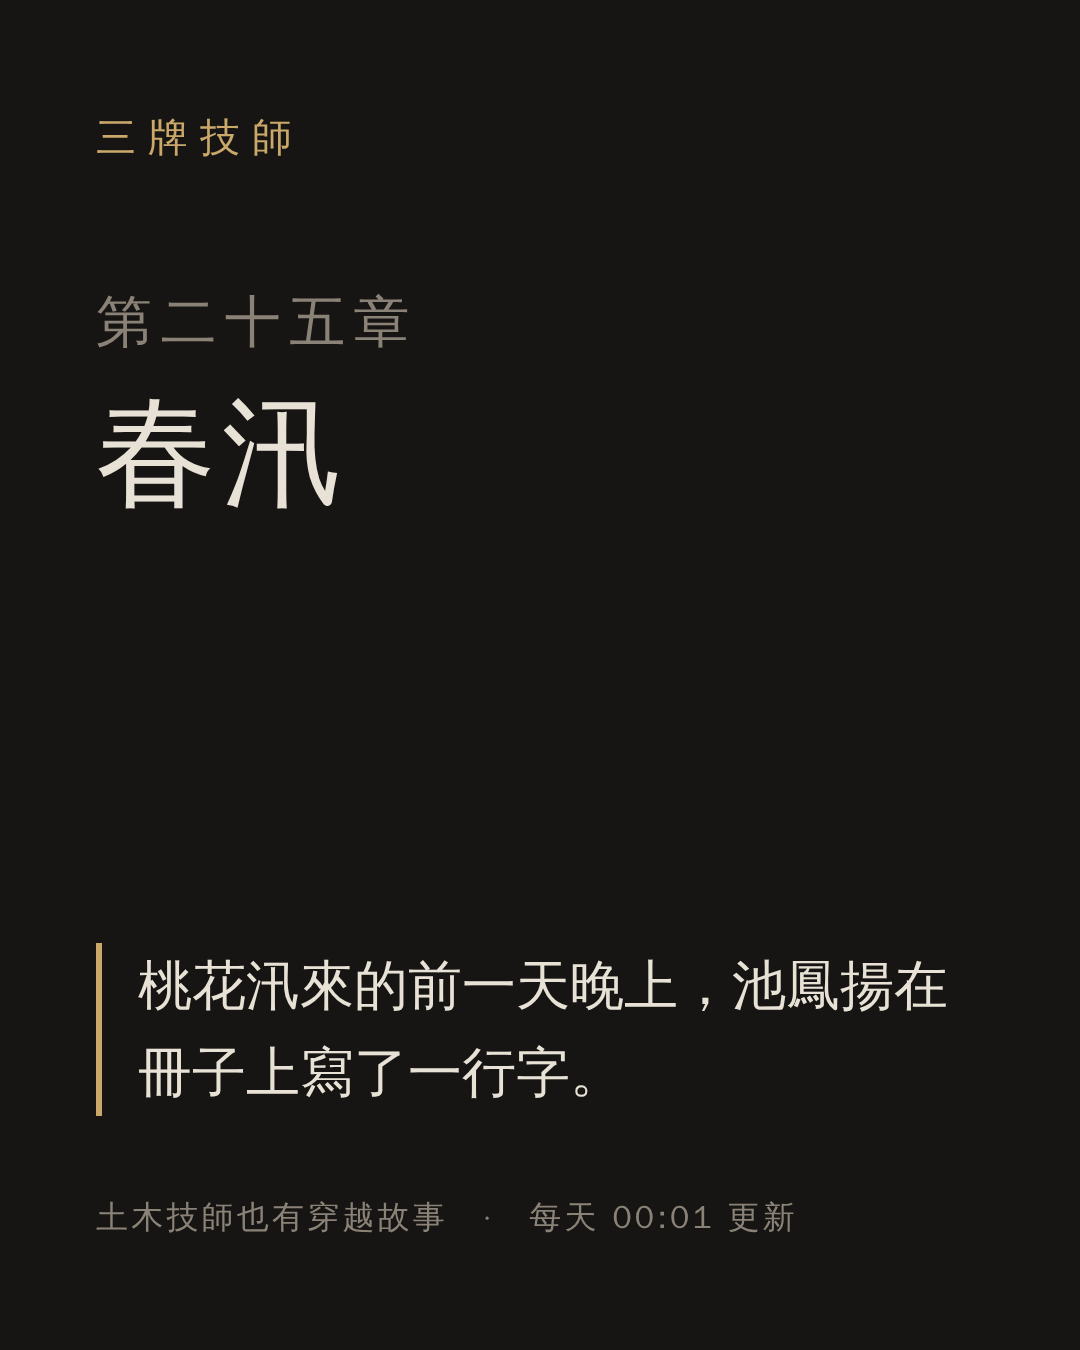 三牌技師
第二十五章
春汛
桃花汛來的前一天晚上，池鳳揚在
冊子上寫了一行字。
土木技師也有穿越故事 · 每天 00:01 更新